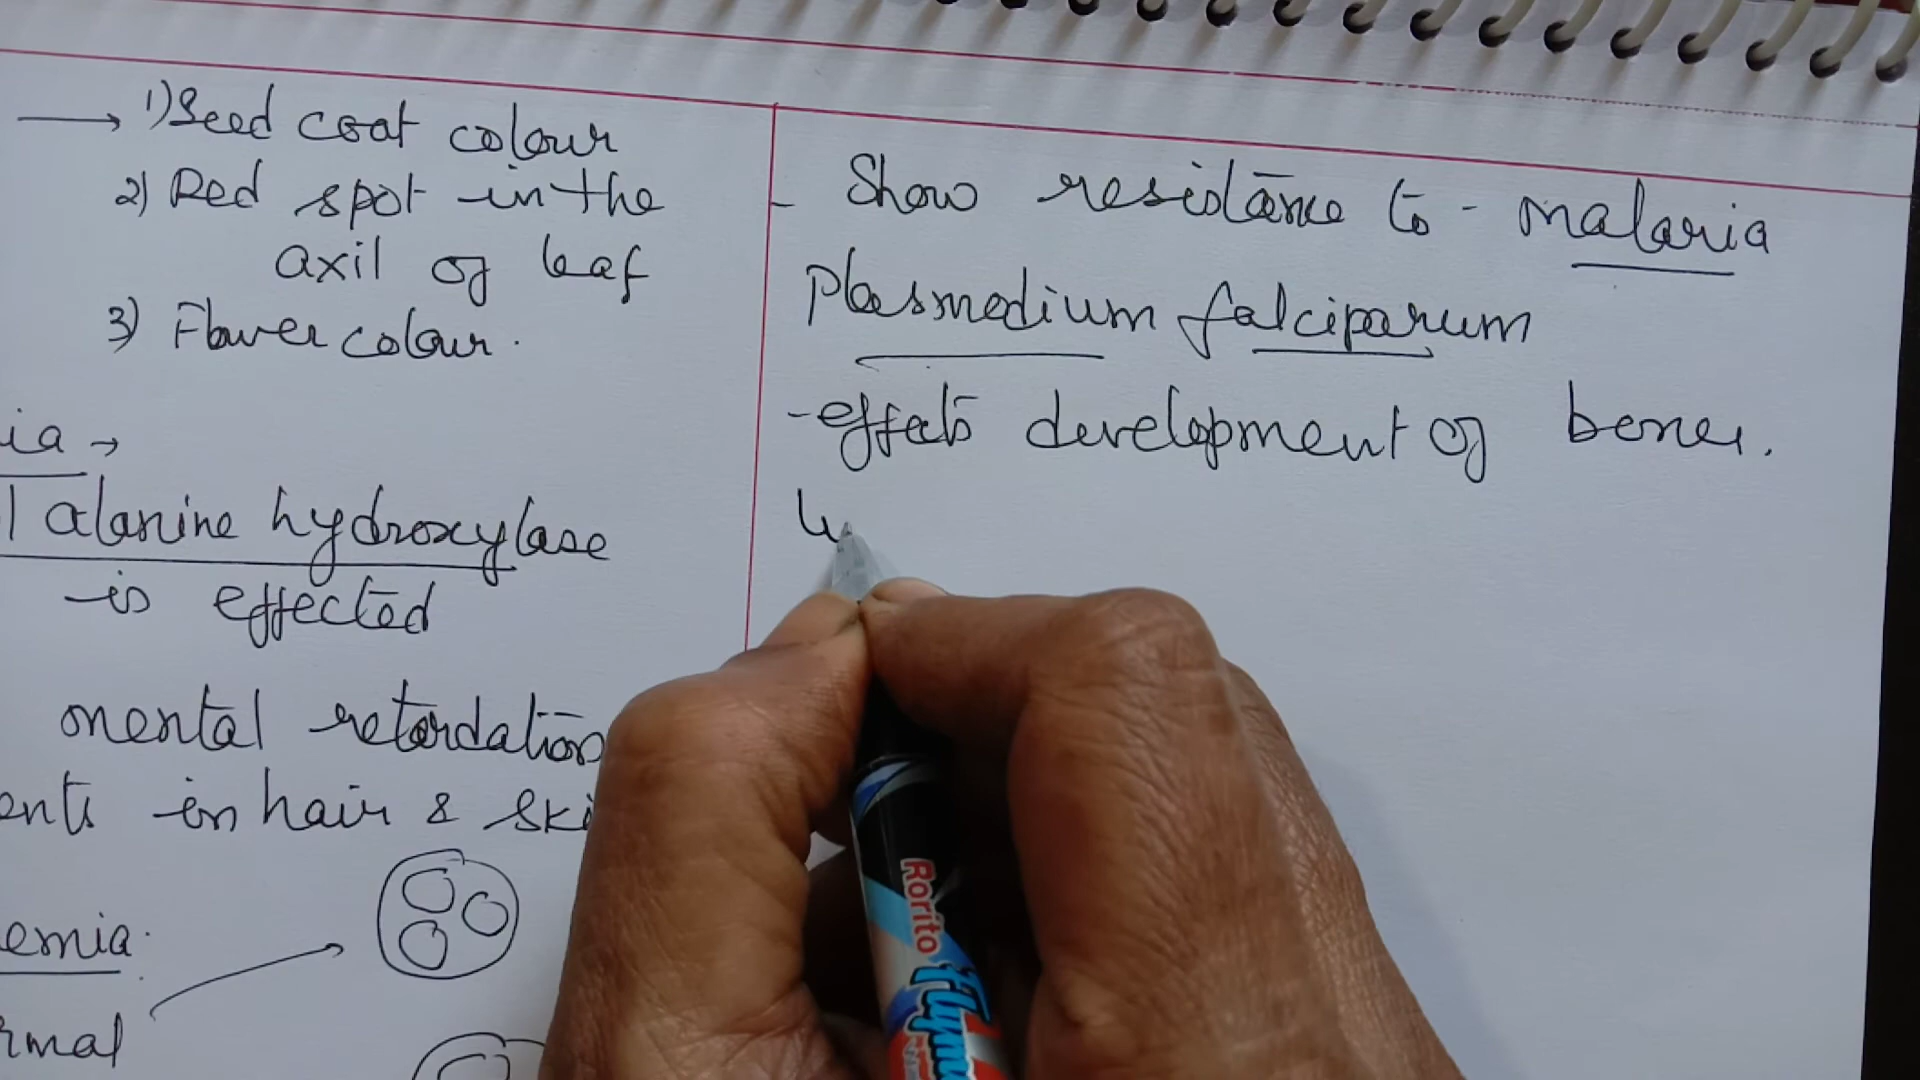 → 1) Seed coat colour
2) Red spot in the
axil of leaf
3) Flower colour.
ia →
alanine hydroxylase
is effected
mental retardation
ents in hair & ski
emia.
rmal
- Show resistance to - malaria
Plasmodium falciparum
- effects development of bones.
Rorito